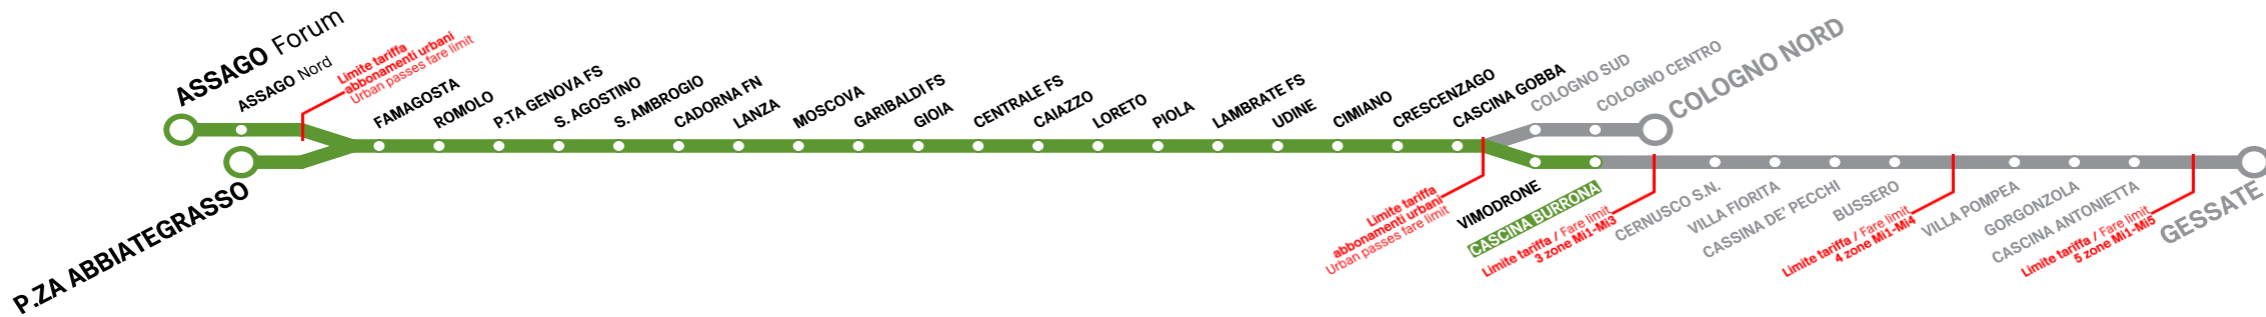 ASSAGO Forum
ASSAGO Nord
P.ZA ABBIATEGRASSO
Limite tariffa
abbonamenti urbani
Urban passes fare limit
FAMAGOSTA
ROMOLO
P.TA GENOVA FS
S. AGOSTINO
S. AMBROGIO
CADORNA FN
LANZA
MOSCOVA
GARIBALDI FS
GIOIA
CENTRALE FS
CAIAZZO
LORETO
PIOLA
LAMBRATE FS
UDINE
CIMIANO
CRESCENZAGO
CASCINA GOBBA
COLOGNO SUD
COLOGNO CENTRO
COLOGNO NORD
Limite tariffa
abbonamenti urbani
Urban passes fare limit
VIMODRONE
CASCINA BURRONA
Limite tariffa / Fare limit
3 zone Mi1-Mi3
CERNUSCO S.N.
VILLA FIORITA
CASSINA DE' PECCHI
BUSSERO
Limite tariffa / Fare limit
4 zone Mi1-Mi4
VILLA POMPEA
GORGONZOLA
CASCINA ANTONIETTA
Limite tariffa / Fare limit
5 zone Mi1-Mi5
GESSATE